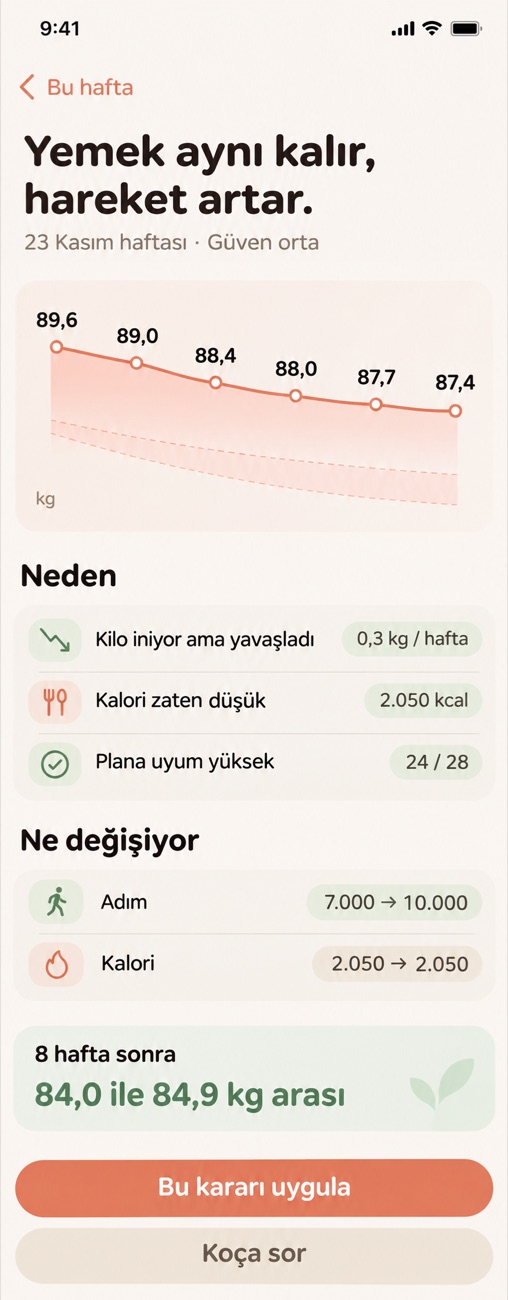 9:41
Bu hafta
Yemek aynı kalır,
hareket artar.
23 Kasım haftası · Güven orta
89,6
89,0
88,4
88,0
87,7
87,4
kg
Neden
Kilo iniyor ama yavaşladı
0,3 kg / hafta
Kalori zaten düşük
2.050 kcal
Plana uyum yüksek
24 / 28
Ne değişiyor
Adım
7.000 → 10.000
Kalori
2.050 → 2.050
8 hafta sonra
84,0 ile 84,9 kg arası
Bu kararı uygula
Koça sor